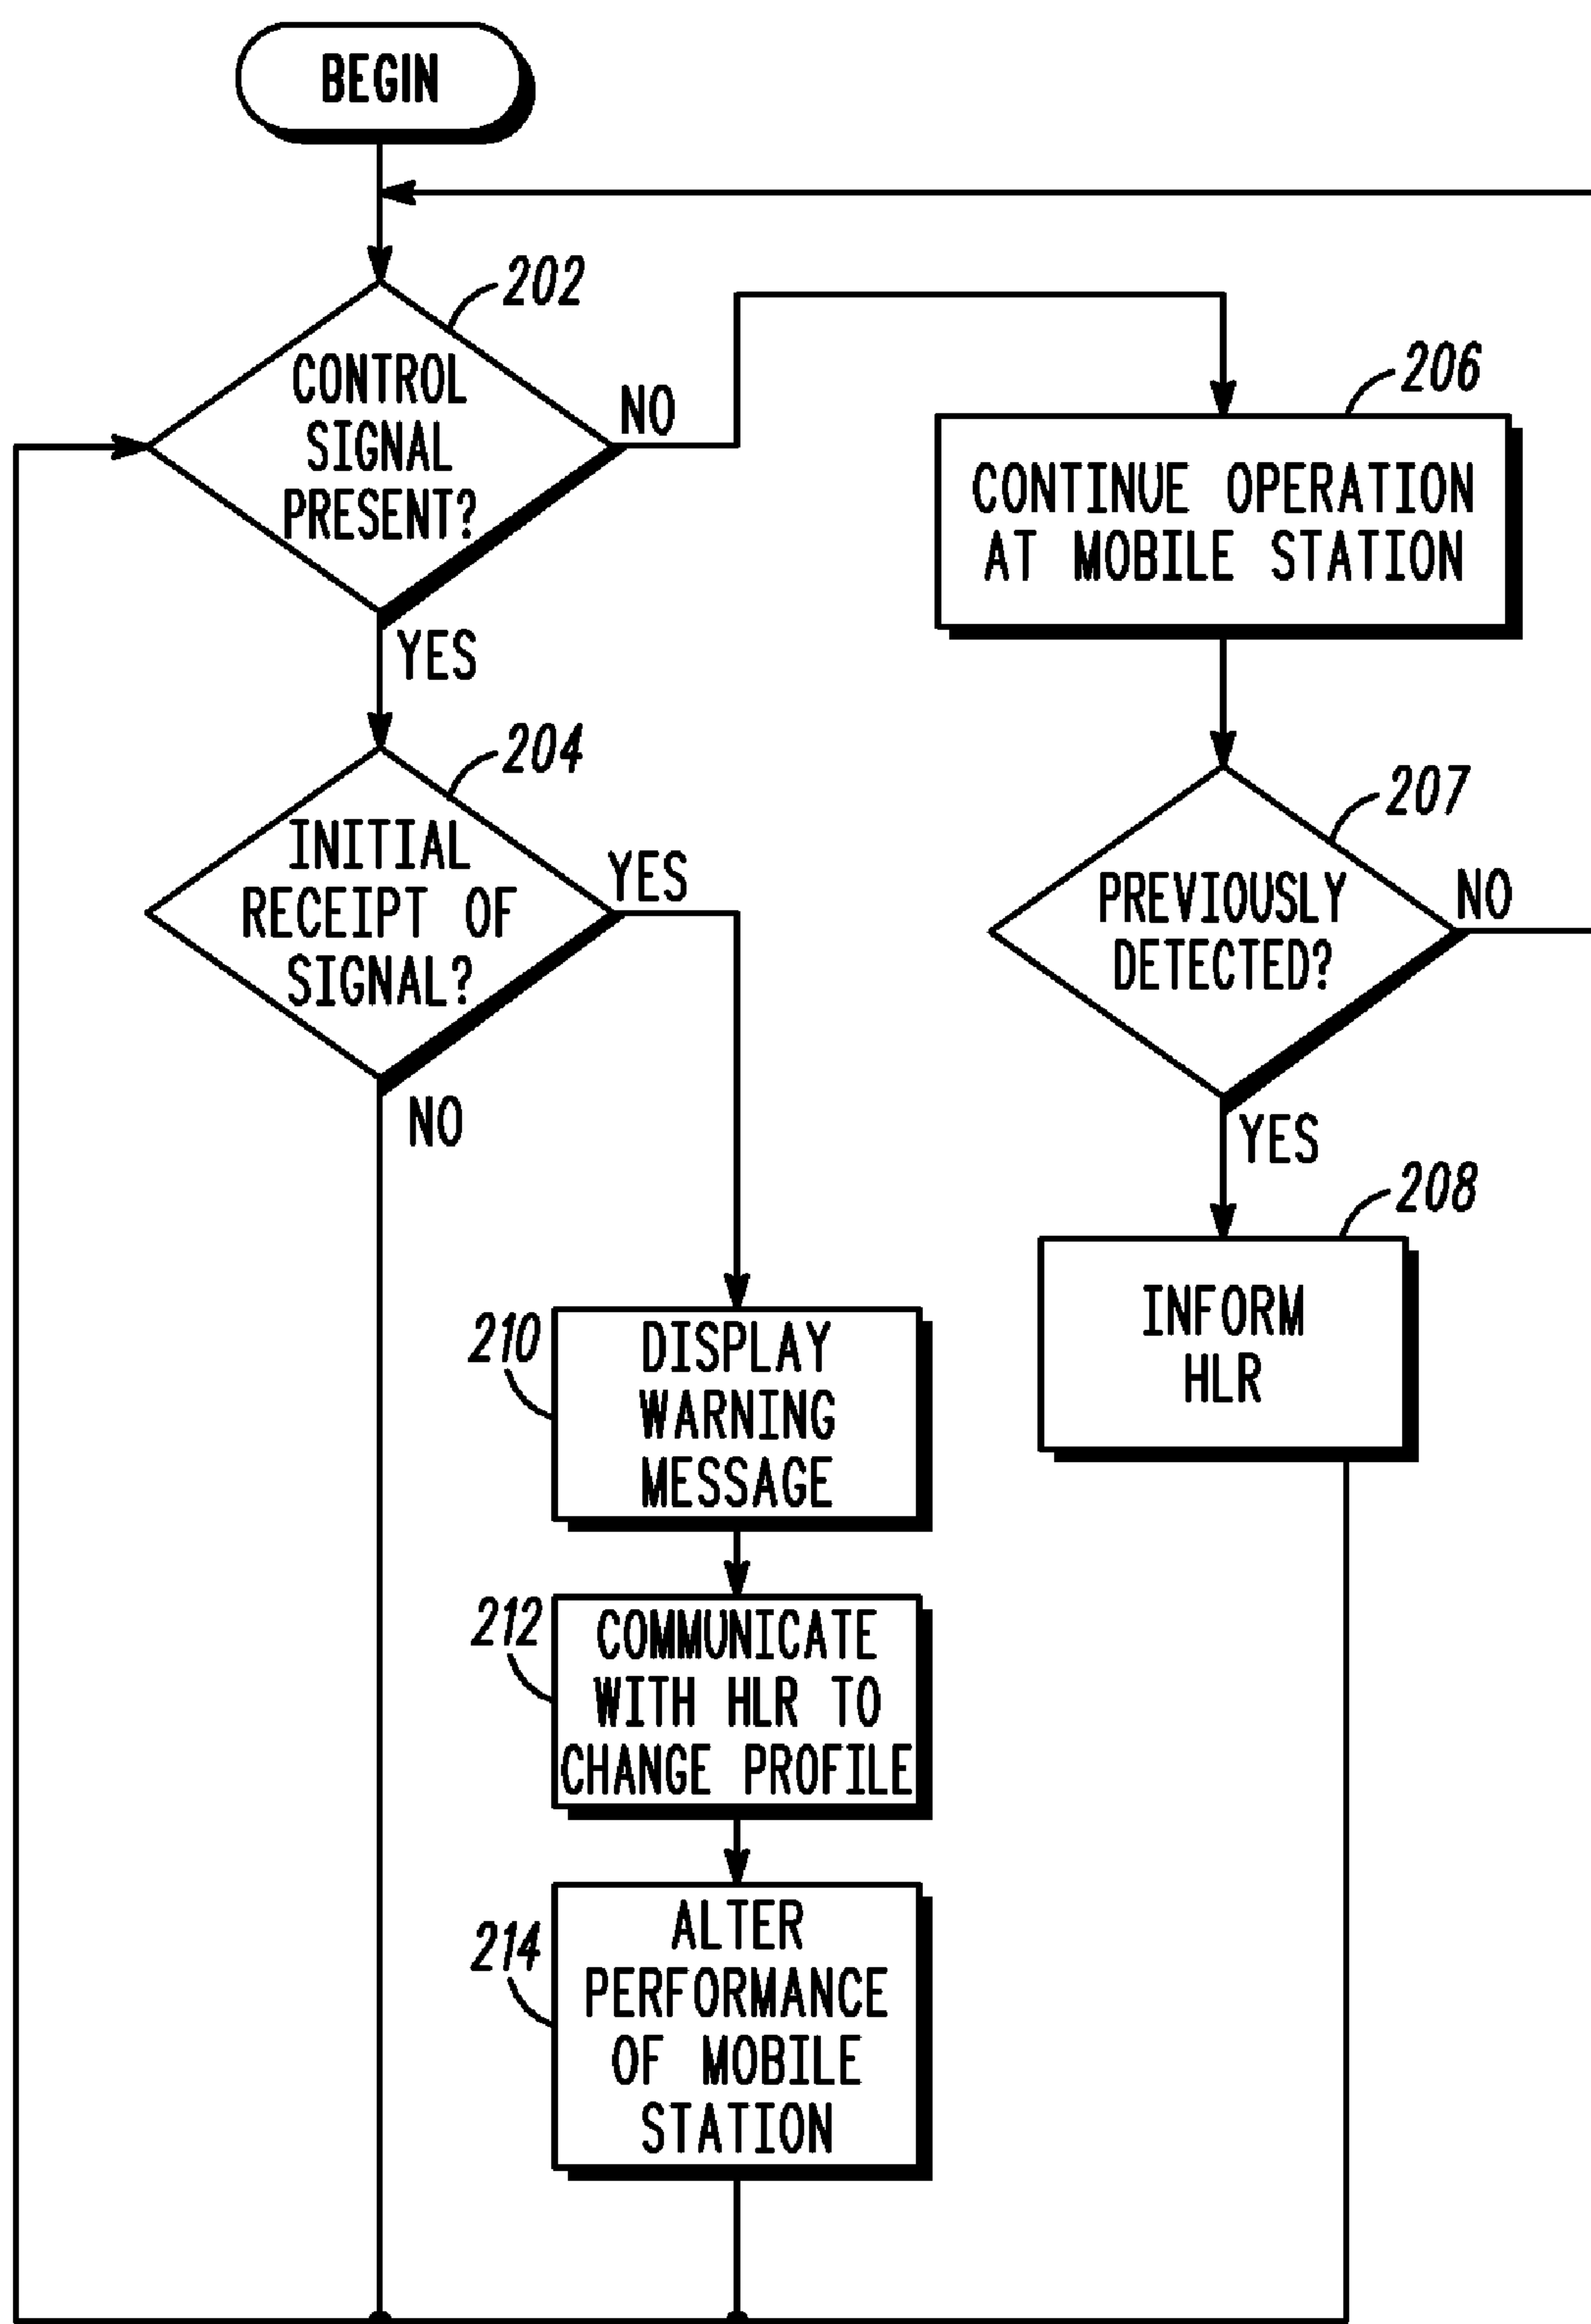 BEGIN
202
CONTROL
SIGNAL
PRESENT?
NO
YES
206
CONTINUE OPERATION
AT MOBILE STATION
204
INITIAL
RECEIPT OF
SIGNAL?
YES
NO
207
PREVIOUSLY
DETECTED?
NO
YES
208
INFORM
HLR
210
DISPLAY
WARNING
MESSAGE
212
COMMUNICATE
WITH HLR TO
CHANGE PROFILE
214
ALTER
PERFORMANCE
OF MOBILE
STATION